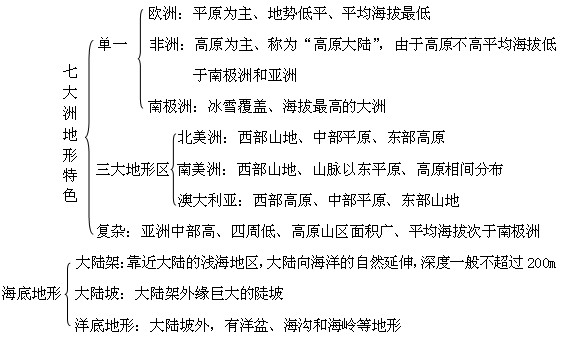 七大洲地形特色
单一
欧洲：平原为主、地势低平、平均海拔最低
非洲：高原为主、称为“高原大陆”，由于高原不高平均海拔低
于南极洲和亚洲
南极洲：冰雪覆盖、海拔最高的大洲
三大地形区
北美洲：西部山地、中部平原、东部高原
南美洲：西部山地、山脉以东平原、高原相间分布
澳大利亚：西部高原、中部平原、东部山地
复杂：亚洲中部高、四周低、高原山区面积广、平均海拔次于南极洲
海底地形
大陆架：靠近大陆的浅海地区，大陆向海洋的自然延伸，深度一般不超过200m
大陆坡：大陆架外缘巨大的陡坡
洋底地形：大陆坡外，有洋盆、海沟和海岭等地形